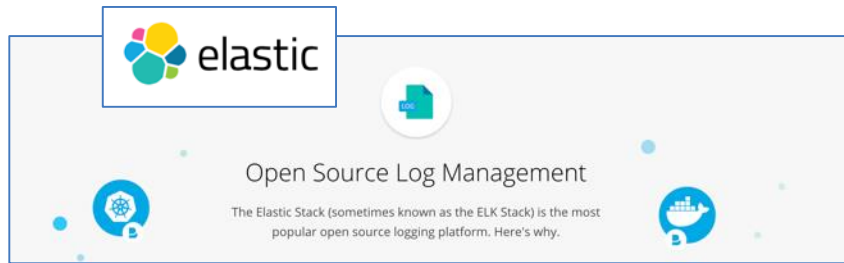 elastic
LOG
Open Source Log Management
The Elastic Stack (sometimes known as the ELK Stack) is the most
popular open source logging platform. Here's why.